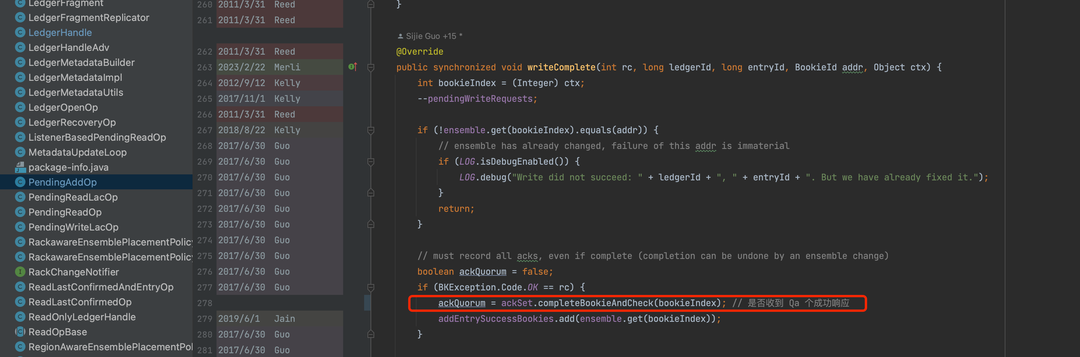 LedgerFragment
LedgerFragmentReplicator
LedgerHandle
LedgerHandleAdv
LedgerMetadataBuilder
LedgerMetadataImpl
LedgerMetadataUtils
LedgerOpenOp
LedgerRecoveryOp
ListenerBasedPendingReadOp
MetadataUpdateLoop
package-info.java
PendingAddOp
PendingReadLacOp
PendingReadOp
PendingWriteLacOp
RackawareEnsemblePlacementPolicy
RackawareEnsemblePlacementPolicy
RackChangeNotifier
ReadLastConfirmedAndEntryOp
ReadLastConfirmedOp
ReadOnlyLedgerHandle
ReadOpBase
RegionAwareEnsemblePlacementPol
260 2011/3/31 Reed }
261 2011/3/31 Reed
Sijie Guo +15 *
262 2011/3/31 Reed @Override
263 2023/2/22 Merli public synchronized void writeComplete(int rc, long ledgerId, long entryId, BookieId addr, Object ctx) {
264 2012/9/12 Kelly int bookieIndex = (Integer) ctx;
265 2017/11/1 Kelly --pendingWriteRequests;
266 2011/3/31 Reed
267 2018/8/22 Kelly if (!ensemble.get(bookieIndex).equals(addr)) {
268 2017/6/30 Guo // ensemble has already changed, failure of this addr is immaterial
269 2017/6/30 Guo if (LOG.isDebugEnabled()) {
270 2017/6/30 Guo LOG.debug("Write did not succeed: " + ledgerId + ", " + entryId + ". But we have already fixed it.");
271 2017/6/30 Guo }
272 2017/6/30 Guo return;
273 2017/6/30 Guo }
274 2017/6/30 Guo
275 2017/6/30 Guo // must record all acks, even if complete (completion can be undone by an ensemble change)
276 2017/6/30 Guo boolean ackQuorum = false;
277 2017/6/30 Guo if (BKException.Code.OK == rc) {
278 ackQuorum = ackSet.completeBookieAndCheck(bookieIndex); // 是否收到 Qa 个成功响应
279 2019/6/1 Jain addEntrySuccessBookies.add(ensemble.get(bookieIndex));
280 2017/6/30 Guo }
281 2017/6/30 Guo